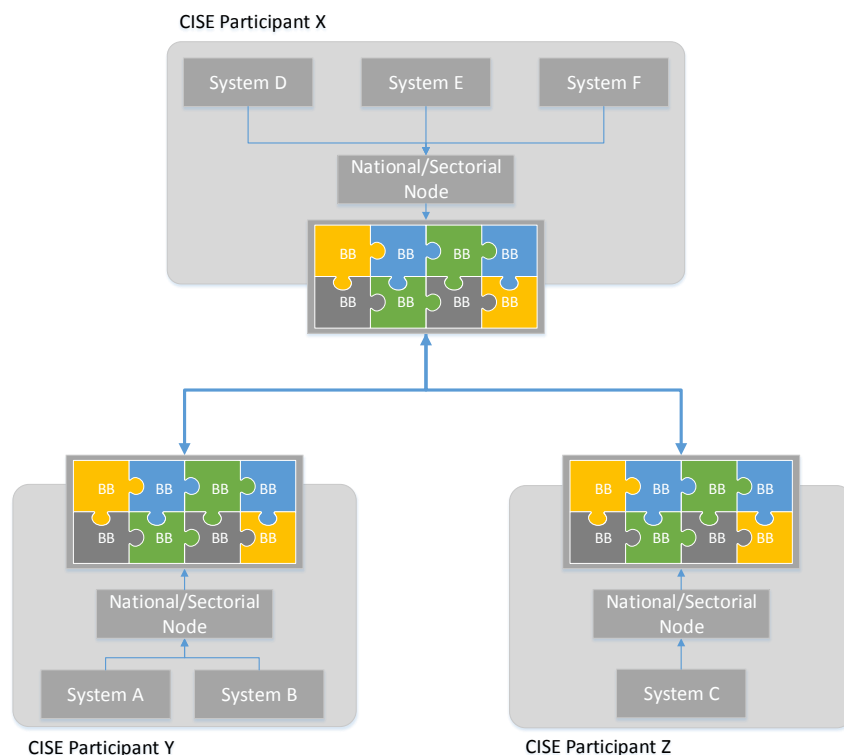 CISE Participant X
System D
System E
System F
National/Sectorial
Node
BB BB BB BB
BB BB BB BB
BB BB BB BB
BB BB BB BB
BB BB BB BB
BB BB BB BB
National/Sectorial
Node
National/Sectorial
Node
System A
System B
System C
CISE Participant Y
CISE Participant Z